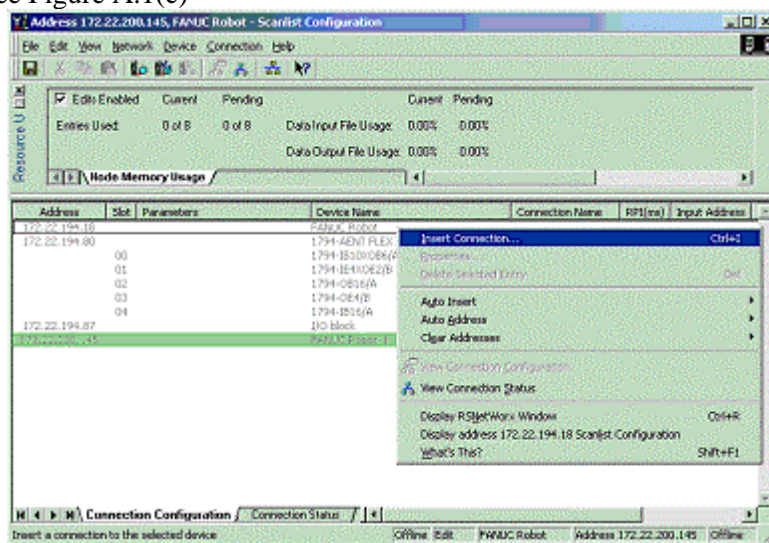 ee Figure A.1(e)
Address 172.22.200.145, FANUC Robot - Scanlist Configuration
File Edit View Network Device Connection Help
Resource U
Edits Enabled Current Pending Current Pending
Entries Used: 0 of 8 0 of 8 Data Input File Usage: 0.00% 0.00%
Data Output File Usage: 0.00% 0.00%
Node Memory Usage
Address Slot Parameters Device Name Connection Name RPI(ms) Input Address
172.22.194.18 FANUC Robot
172.22.194.80 1794-AENT FLEX
00 1794-IB10XOB6/A
01 1794-IE4XOE2/B
02 1794-OB16/A
03 1794-OE4/B
04 1794-IB16/A
172.22.194.87 I/O block
FANUC Robot-1
Insert Connection... Ctrl+I
Properties...
Delete Selected Entry Del
Auto Insert
Auto Address
Clear Addresses
View Connection Configuration
View Connection Status
Display RSNetWorx Window Ctrl+R
Display address 172.22.194.18 Scanlist Configuration
What's This? Shift+F1
Connection Configuration Connection Status
Insert a connection to the selected device Offline Edit FANUC Robot Address 172.22.200.145 Offline